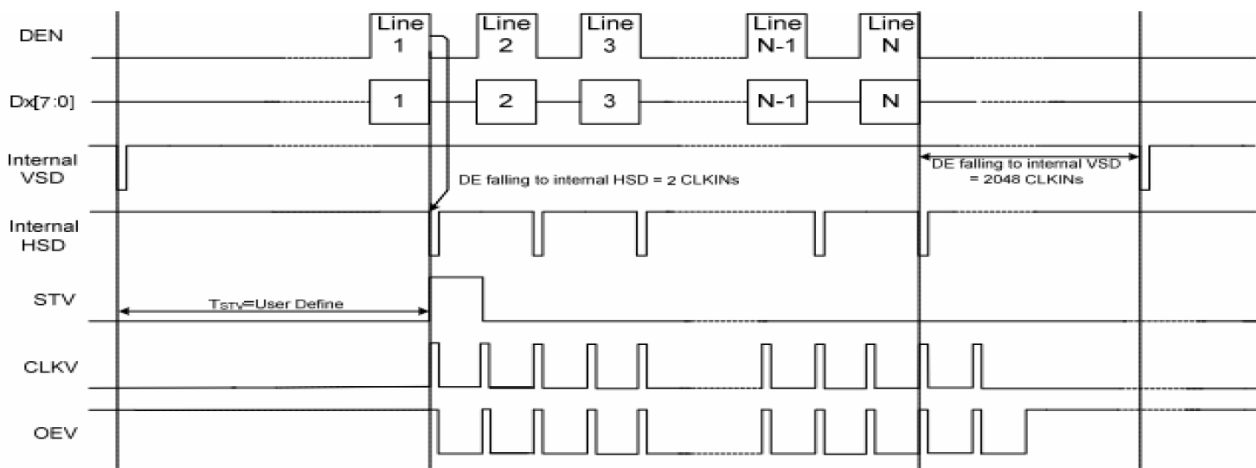 DEN
Line 1
Line 2
Line 3
Line N-1
Line N
Dx[7:0]
1
2
3
N-1
N
Internal VSD
DE falling to internal HSD = 2 CLKINs
DE falling to internal VSD
= 2048 CLKINs
Internal HSD
STV
TSTV=User Define
CLKV
OEV